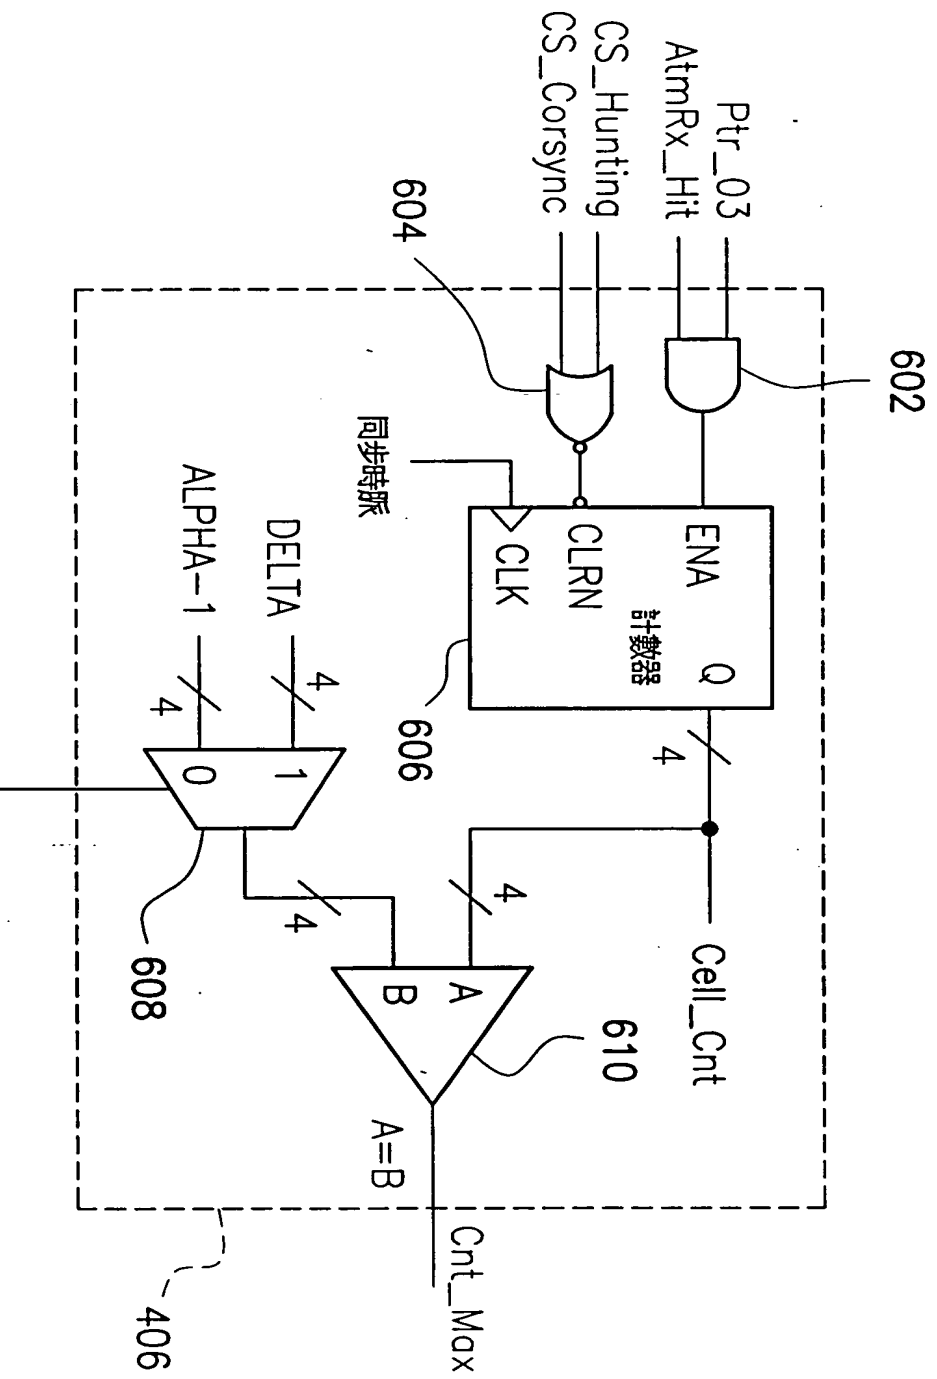 602
Ptr_03
AtmRx_Hit
CS_Hunting
CS_Corsync
604
ENA
CLRN
CLK
計數器
Q
606
同步時脈
4
Cell_Cnt
DELTA
ALPHA-1
4
4
1
0
608
4
4
A
B
610
A=B
Cnt_Max
406